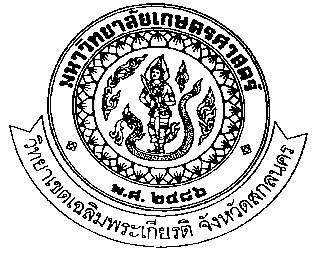 มหาวิทยาลัยเกษตรศาสตร์
พ.ศ. ๒๔๘๖
วิทยาเขตเฉลิมพระเกียรติ จังหวัดสกลนคร